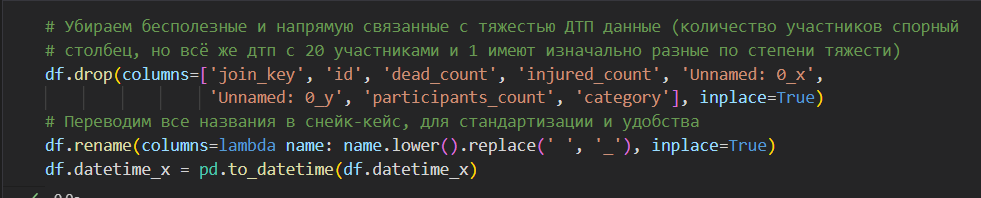 # Убираем бесполезные и напрямую связанные с тяжестью ДТП данные (количество участников спорный
# столбец, но всё же дтп с 20 участниками и 1 имеют изначально разные по степени тяжести)
df.drop(columns=['join_key', 'id', 'dead_count', 'injured_count', 'Unnamed: 0_x',
'Unnamed: 0_y', 'participants_count', 'category'], inplace=True)
# Переводим все названия в снейк-кейс, для стандартизации и удобства
df.rename(columns=lambda name: name.lower().replace(' ', '_'), inplace=True)
df.datetime_x = pd.to_datetime(df.datetime_x)